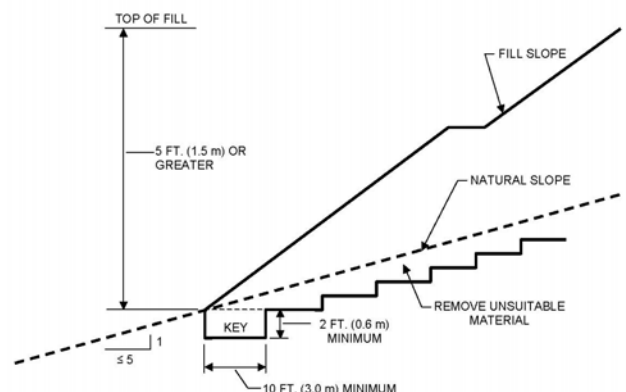 TOP OF FILL
FILL SLOPE
5 FT. (1.5 m) OR
GREATER
NATURAL SLOPE
REMOVE UNSUITABLE
MATERIAL
KEY
2 FT. (0.6 m)
MINIMUM
1
≤ 5
10 FT. (3.0 m) MINIMUM